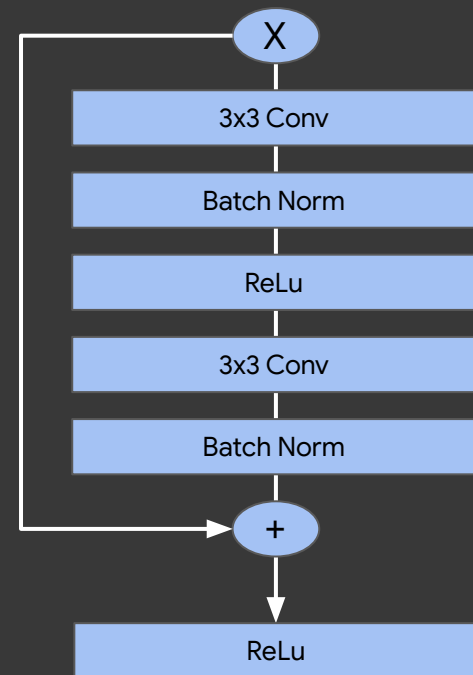 X
3x3 Conv
Batch Norm
ReLu
3x3 Conv
Batch Norm
+
ReLu